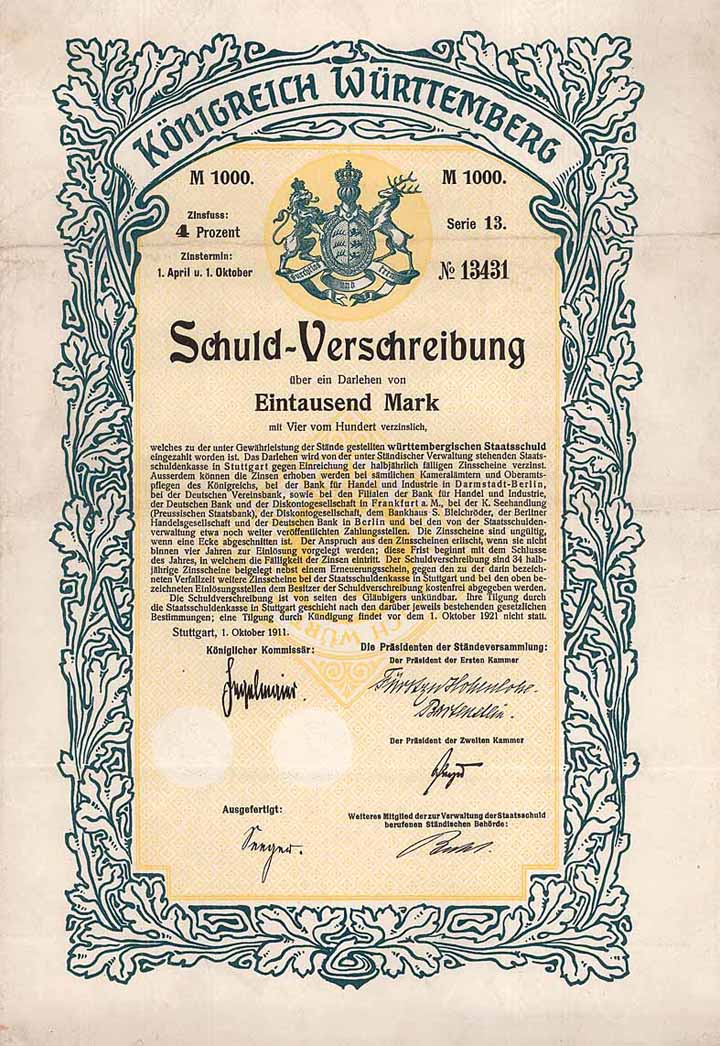 KÖNIGREICH WÜRTTEMBERG
M 1000.
M 1000.
Zinsfuss:
4 Prozent
Serie 13.
Zinstermin:
1. April u. 1. Oktober
№ 13431
furchtlos und trew
Schuld-Verschreibung
über ein Darlehen von
Eintausend Mark
mit Vier vom Hundert verzinslich,
welches zu der unter Gewährleistung der Stände gestellten württembergischen Staatsschuld
eingezahlt worden ist. Das Darlehen wird von der unter Ständischer Verwaltung stehenden Staats-
schuldenkasse in Stuttgart gegen Einreichung der halbjährlich fälligen Zinsscheine verzinst.
Ausserdem können die Zinsen erhoben werden bei sämtlichen Kameralämtern und Oberamts-
pflegen des Königreichs, bei der Bank für Handel und Industrie in Darmstadt-Berlin,
bei der Deutschen Vereinsbank, sowie bei den Filialen der Bank für Handel und Industrie,
der Deutschen Bank und der Diskontogesellschaft in Frankfurt a. M., bei der K. Seehandlung
(Preussischen Staatsbank), der Diskontogesellschaft, dem Bankhaus S. Bleichröder, der Berliner
Handelsgesellschaft und der Deutschen Bank in Berlin und bei den von der Staatsschulden-
verwaltung etwa noch weiter veröffentlichten Zahlungsstellen. Die Zinsscheine sind ungültig,
wenn eine Ecke abgeschnitten ist. Der Anspruch aus den Zinsscheinen erlischt, wenn sie nicht
binnen vier Jahren zur Einlösung vorgelegt werden; diese Frist beginnt mit dem Schlusse
des Jahres, in welchem die Fälligkeit der Zinsen eintritt. Der Schuldverschreibung sind 34 halb-
jährige Zinsscheine beigelegt nebst einem Erneuerungsschein, gegen den zu der darin bezeich-
neten Verfallzeit weitere Zinsscheine bei der Staatsschuldenkasse in Stuttgart und bei den oben be-
zeichneten Einlösungsstellen dem Besitzer der Schuldverschreibung kostenfrei abgegeben werden.
Die Schuldverschreibung ist von seiten des Gläubigers unkündbar. Ihre Tilgung durch
die Staatsschuldenkasse in Stuttgart geschieht nach den darüber jeweils bestehenden gesetzlichen
Bestimmungen; eine Tilgung durch Kündigung findet vor dem 1. Oktober 1921 nicht statt.
Stuttgart, 1. Oktober 1911.
Königlicher Kommissär:
Die Präsidenten der Ständeversammlung:
Der Präsident der Ersten Kammer
Hegelmaier.
Fürst zu Hohenlohe-
Bartenstein.
Der Präsident der Zweiten Kammer
Ausgefertigt:
Weiteres Mitglied der zur Verwaltung der Staatsschuld
berufenen Ständischen Behörde:
Seeger.